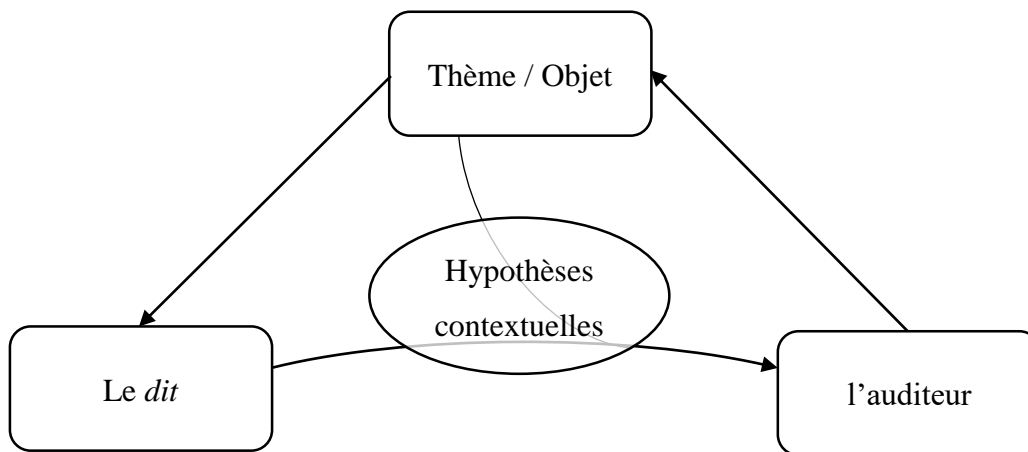 Thème / Objet
Hypothèses
contextuelles
Le dit
l’auditeur